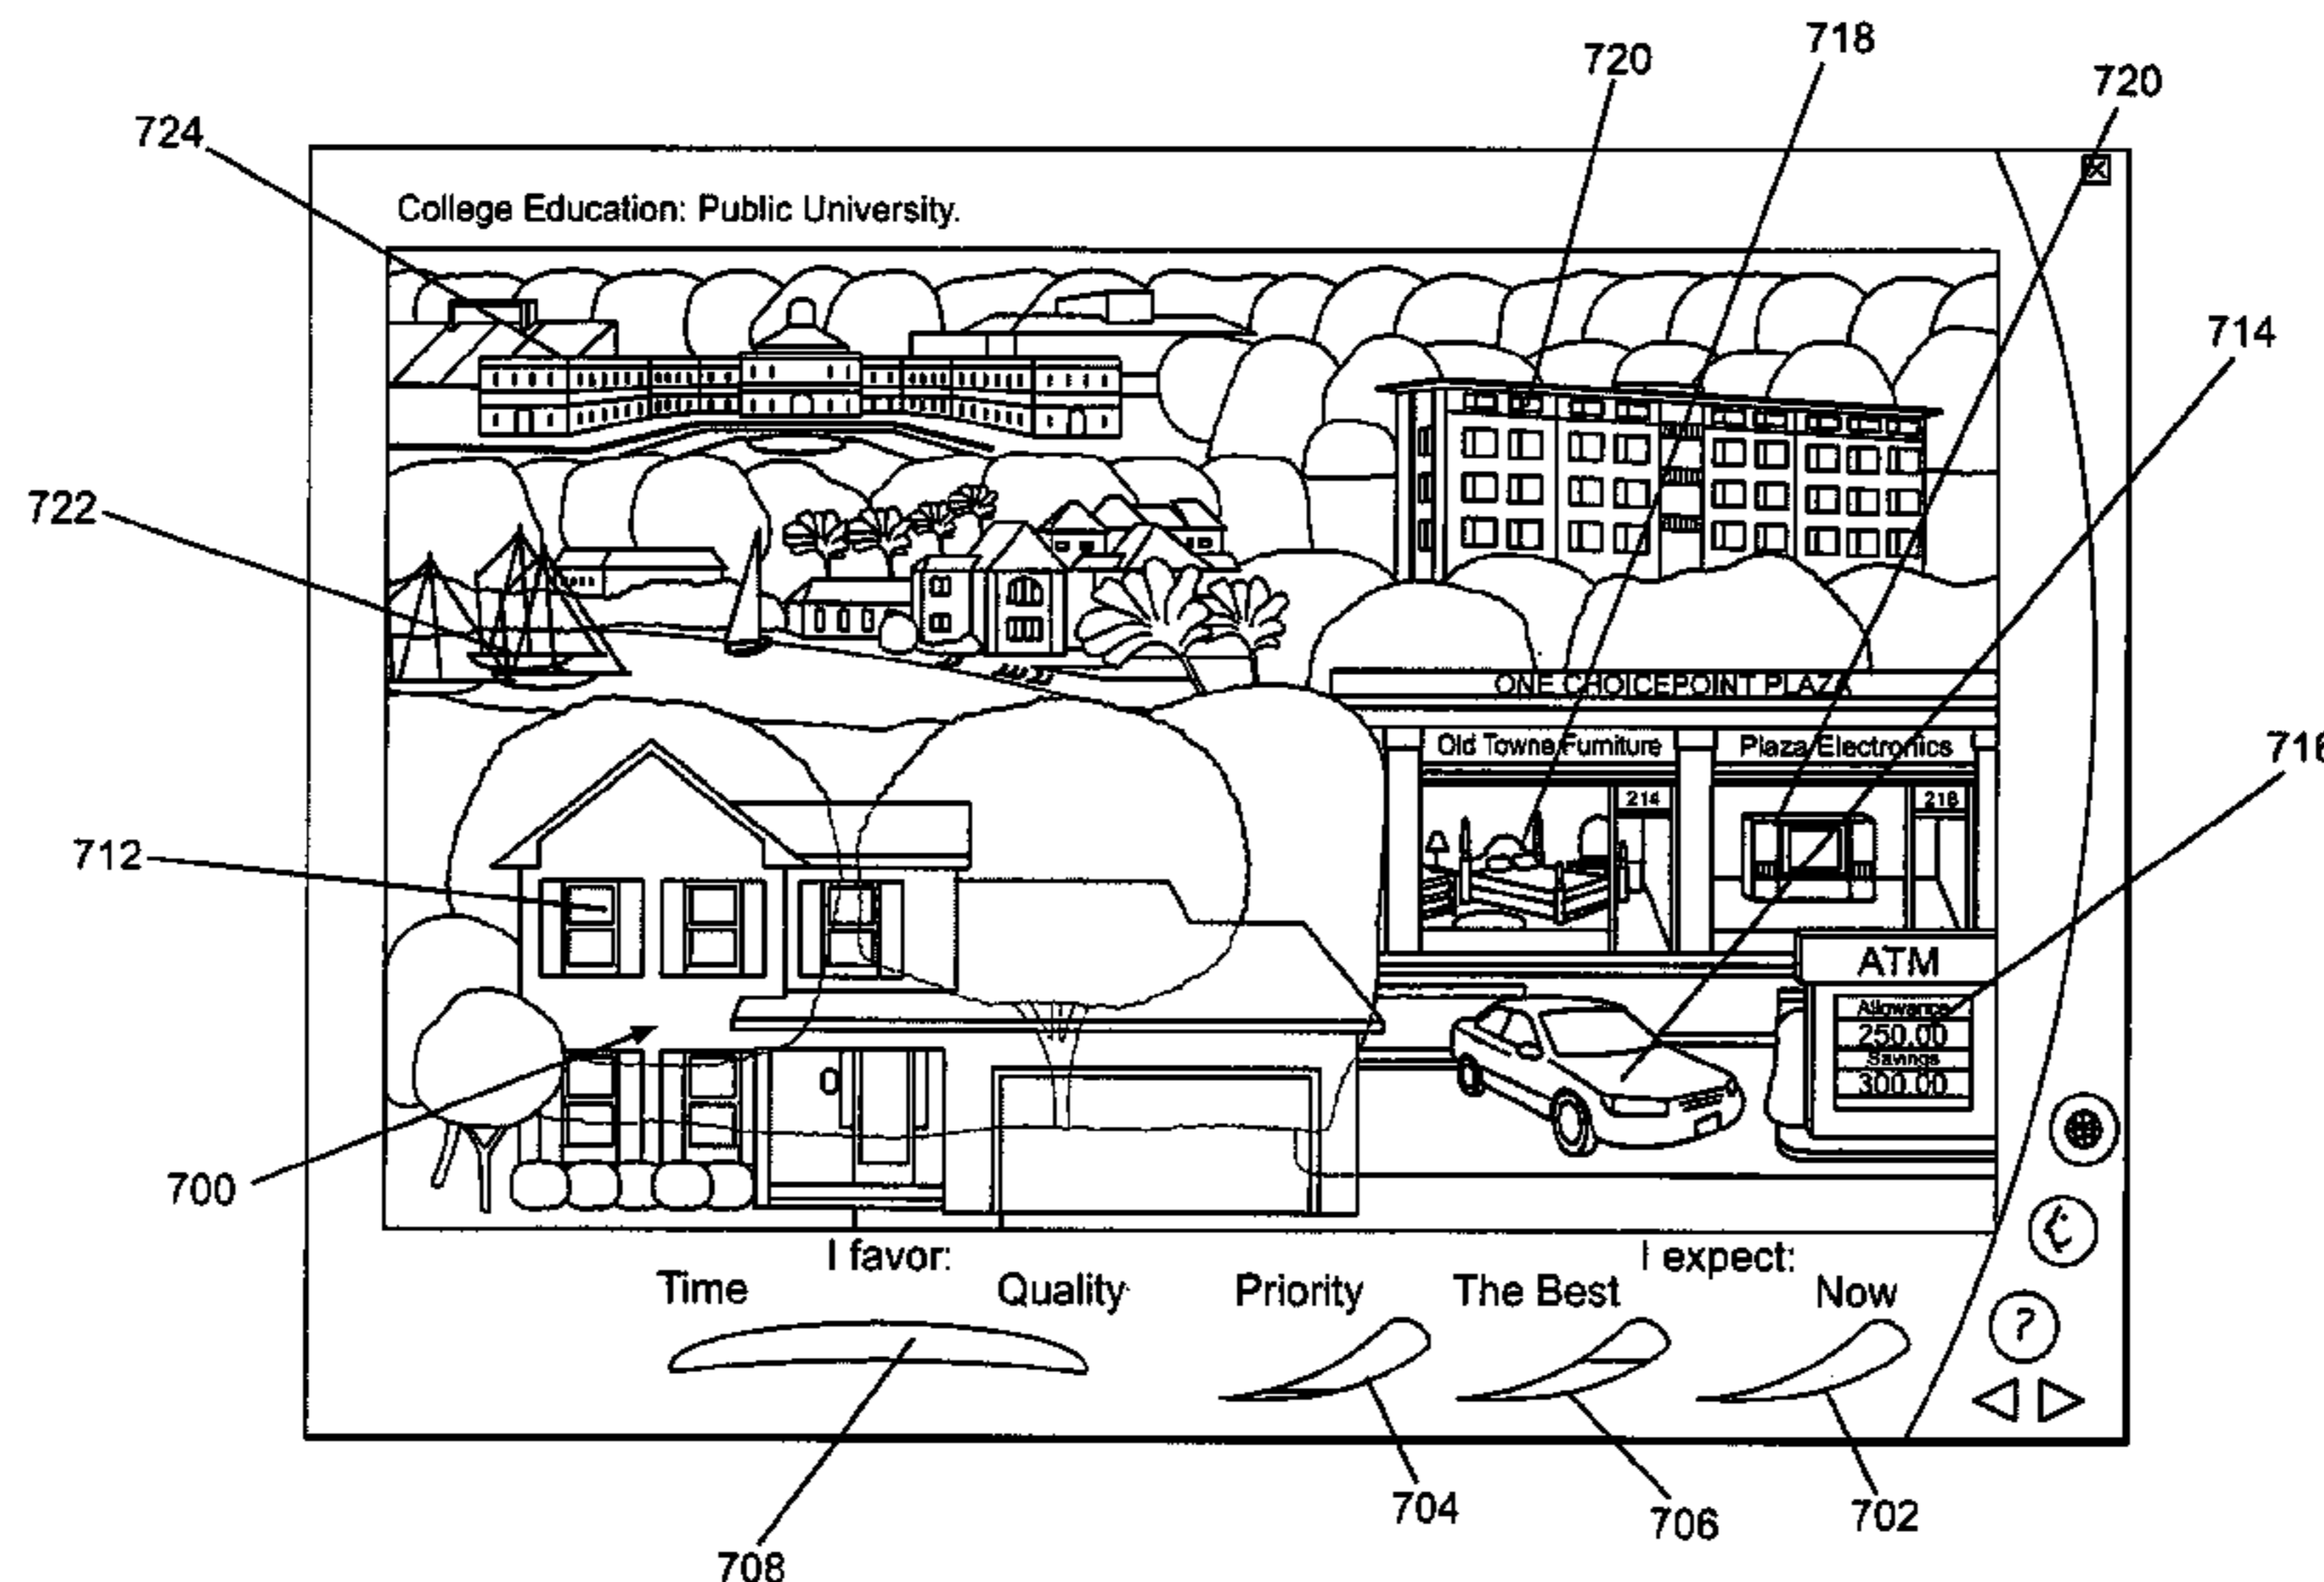 718
720
720
724
College Education: Public University.
714
722
ONE CHOICEPOINT PLAZA
Old Towne Furniture
Plaza Electronics
716
214
218
712
ATM
Allowance
250.00
Savings
300.00
700
I favor:
I expect:
Time
Quality
Priority
The Best
Now
?
704
706
702
708